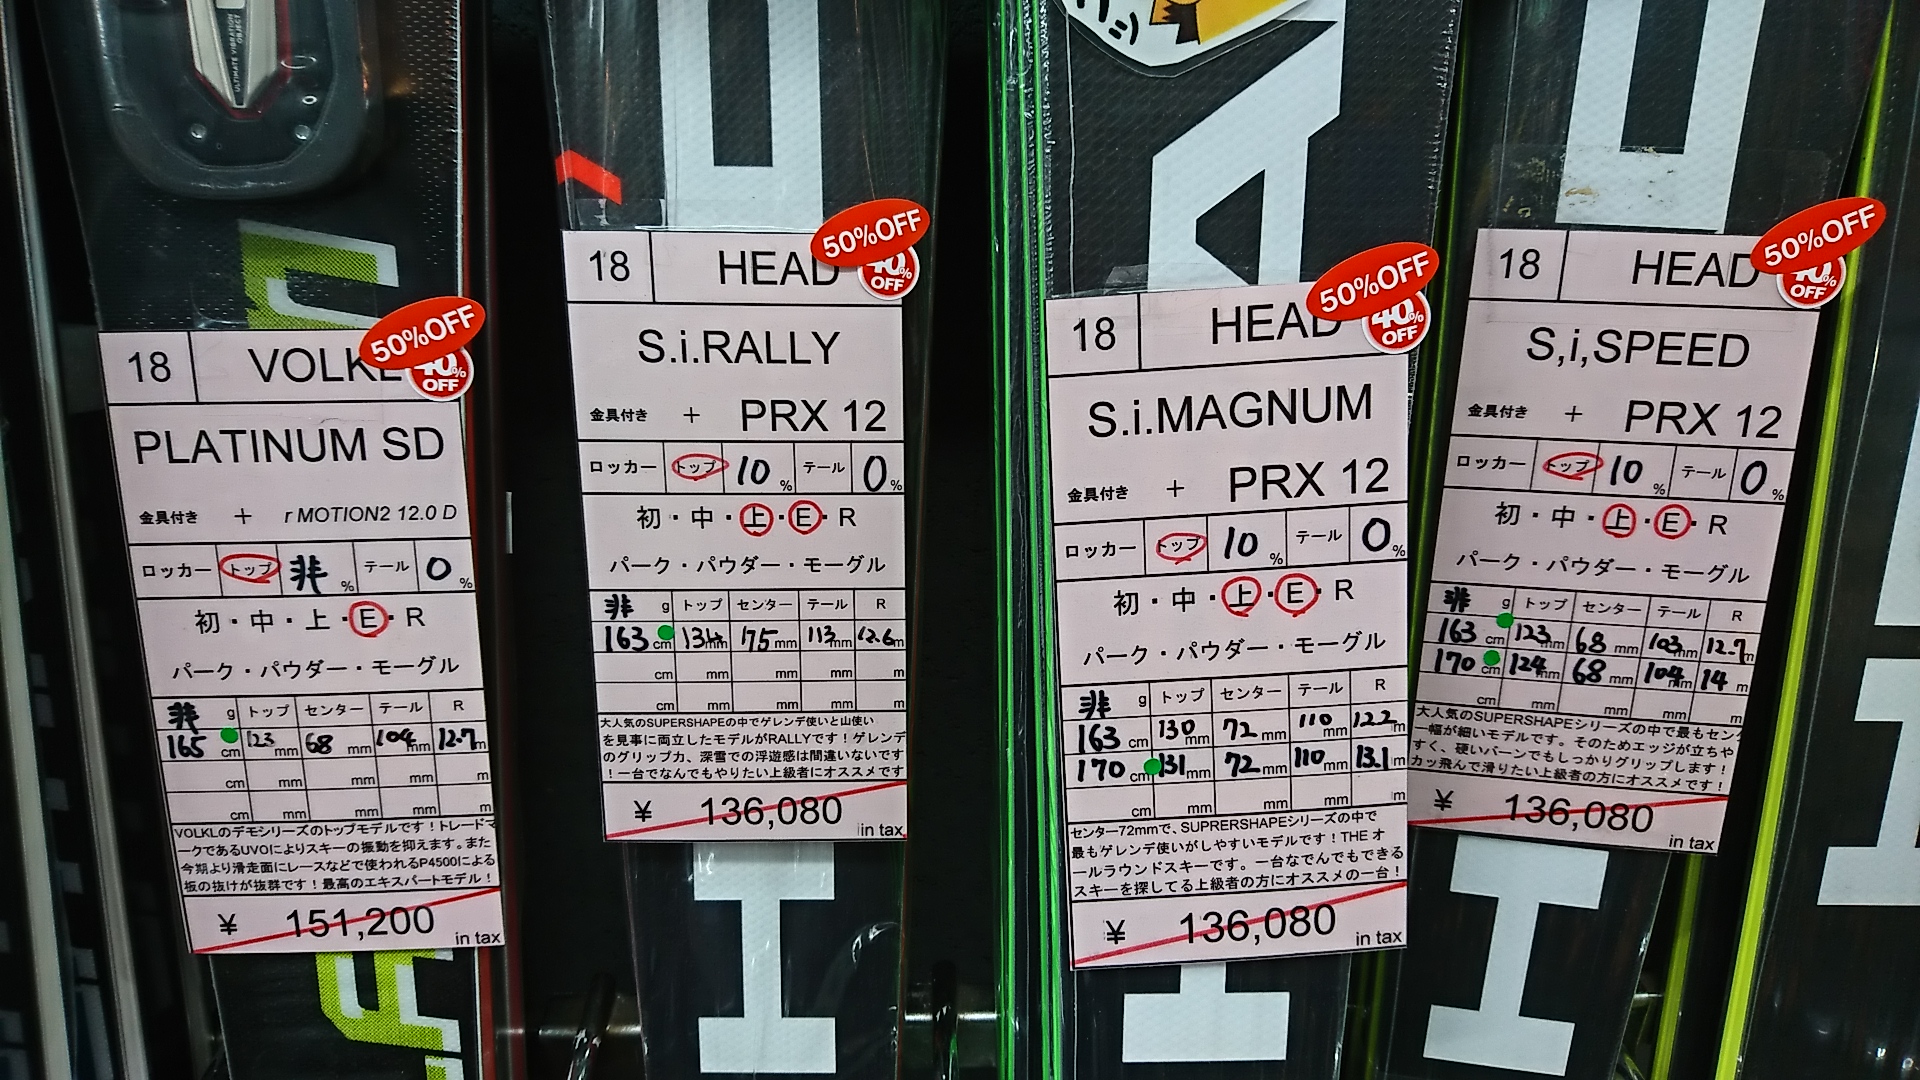 ULTIMATE VIBRATION
OBJECT
18 VOLKL
50%OFF
40%
OFF
PLATINUM SD
金具付き + r MOTION2 12.0 D
ロッカー トップ 非 % テール 0 %
初・中・上・E・R
パーク・パウダー・モーグル
非 g トップ センター テール R
165 cm 123 mm 68 mm 104 mm 12.7 m
cm mm mm mm m
cm mm mm mm m
VOLKLのデモシリーズのトップモデルです！トレードマ
ークであるUVOによりスキーの振動を抑えます。また
今期より滑走面にレースなどで使われるP4500による
板の抜けが抜群です！最高のエキスパートモデル！
¥ 151,200 in tax
18 HEAD
50%OFF
40%
OFF
S.i.RALLY
金具付き + PRX 12
ロッカー トップ 10 % テール 0 %
初・中・上・E・R
パーク・パウダー・モーグル
非 g トップ センター テール R
163 cm 134 mm 75 mm 113 mm 12.6 m
cm mm mm mm m
cm mm mm mm m
大人気のSUPERSHAPEの中でゲレンデ使いと山使い
を見事に両立したモデルがRALLYです！ゲレンデ
のグリップ力、深雪での浮遊感は間違いないです
！一台でなんでもやりたい上級者にオススメです
¥ 136,080 in tax
18 HEAD
50%OFF
40%
OFF
S.i.MAGNUM
金具付き + PRX 12
ロッカー トップ 10 % テール 0 %
初・中・上・E・R
パーク・パウダー・モーグル
非 g トップ センター テール R
163 cm 130 mm 72 mm 110 mm 12.2 m
170 cm 131 mm 72 mm 110 mm 13.1 m
cm mm mm mm m
センター72mmで、SUPRERSHAPEシリーズの中で
最もゲレンデ使いがしやすいモデルです！THE オ
ールラウンドスキーです。一台なでんでもできる
スキーを探してる上級者の方にオススメの一台！
¥ 136,080 in tax
18 HEAD
50%OFF
40%
OFF
S,i,SPEED
金具付き + PRX 12
ロッカー トップ 10 % テール 0 %
初・中・上・E・R
パーク・パウダー・モーグル
非 g トップ センター テール R
163 cm 123 mm 68 mm 103 mm 12.7 m
170 cm 124 mm 68 mm 104 mm 14 m
cm mm mm mm m
大人気のSUPERSHAPEシリーズの中で最もセン
ー幅が細いモデルです。そのためエッジが立ちや
すく、硬いバーンでもしっかりグリップします！
カッ飛んで滑りたい上級者の方にオススメです！
¥ 136,080 in tax